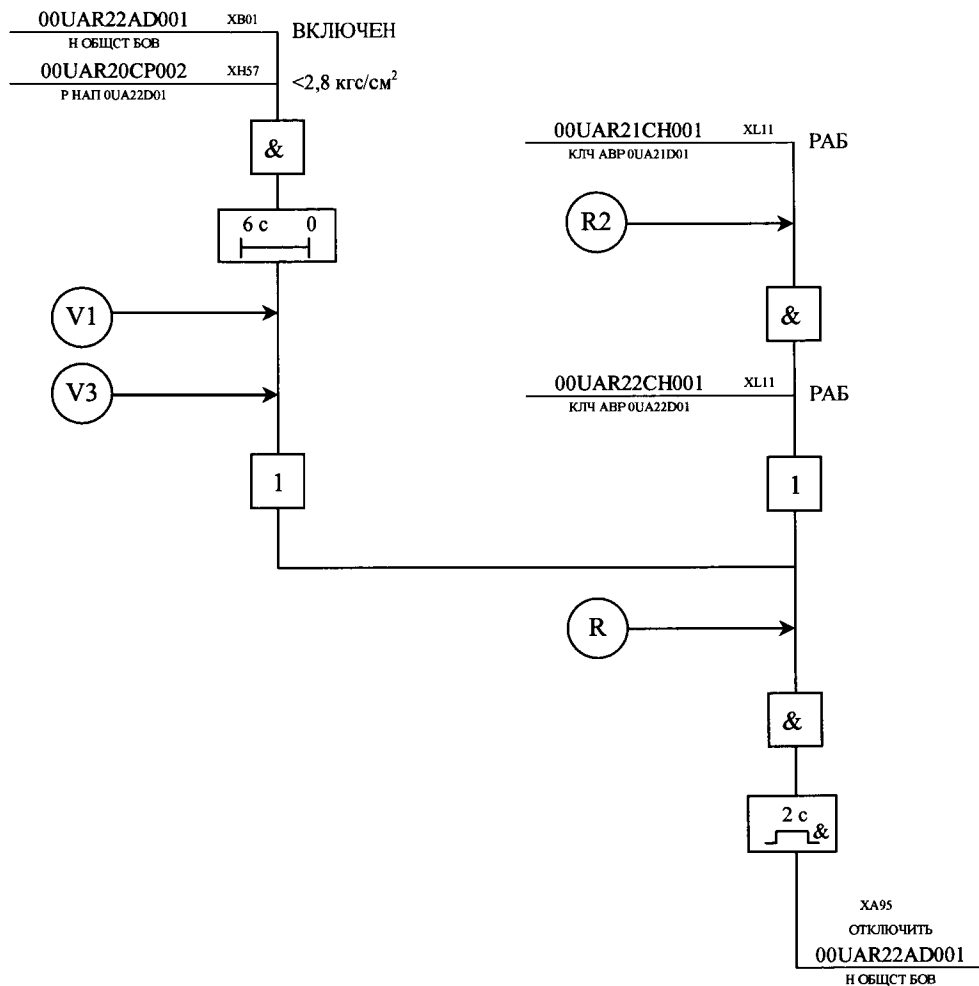 00UAR22AD001 XB01 ВКЛЮЧЕН
Н ОБЩСТ БОВ
00UAR20CP002 XH57 <2,8 кгс/см²
Р НАП 0UA22D01
&
6 с 0
V1
V3
1
00UAR21CH001 XL11 РАБ
КЛЧ АВР 0UA21D01
R2
&
00UAR22CH001 XL11 РАБ
КЛЧ АВР 0UA22D01
1
R
&
2 с
&
XA95
ОТКЛЮЧИТЬ
00UAR22AD001
Н ОБЩСТ БОВ